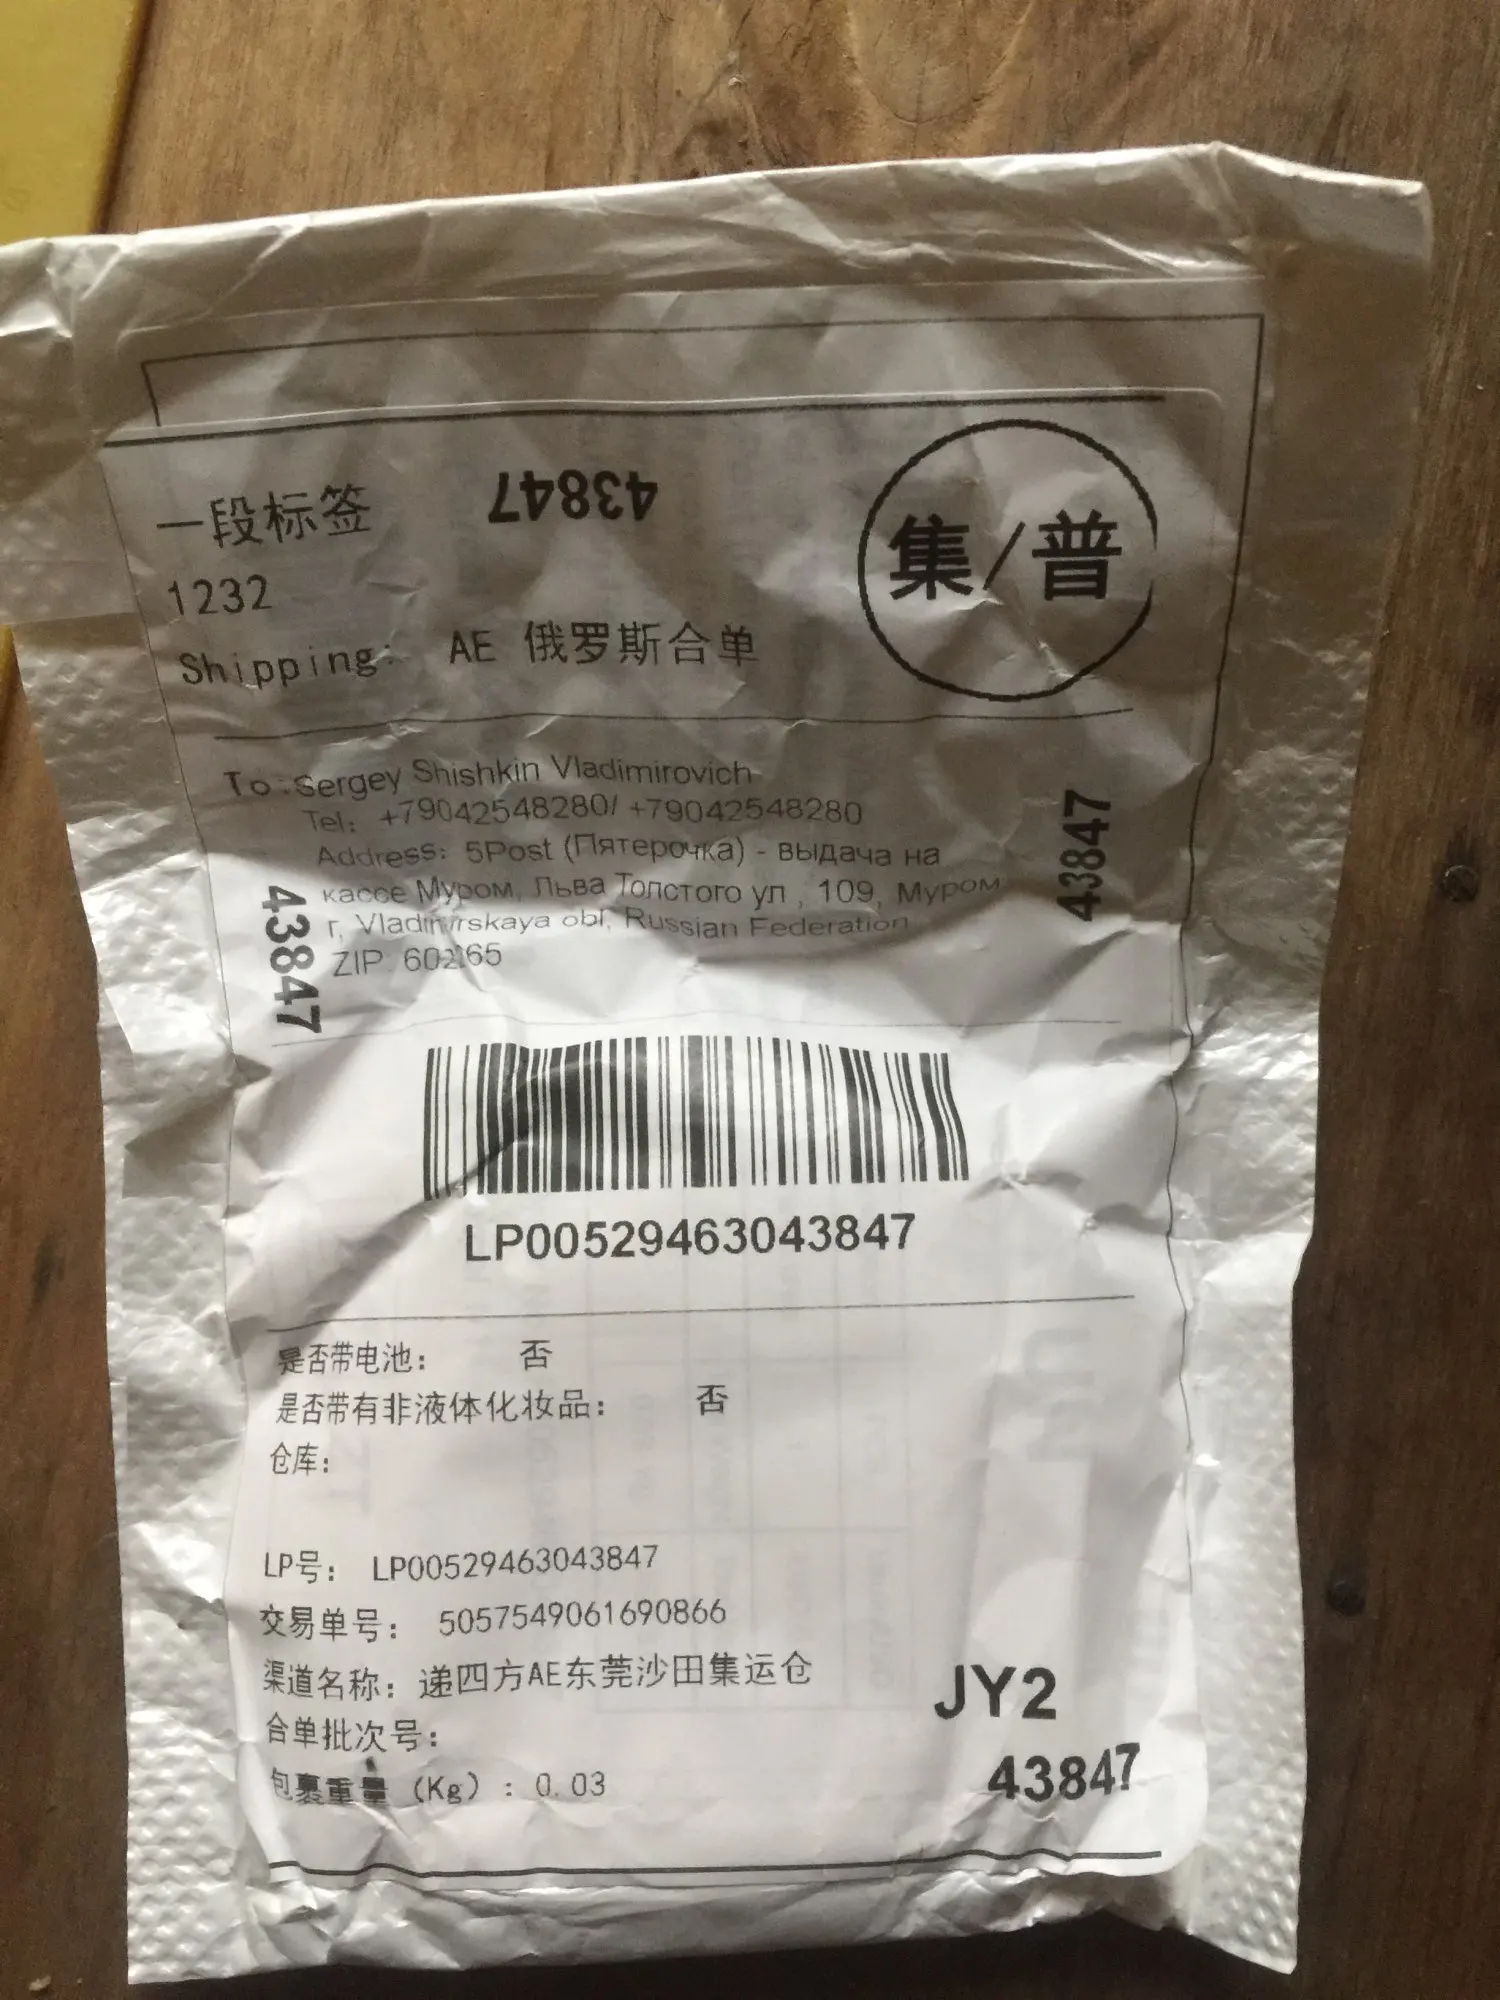 一段标签
43847
集/普
1232
Shipping: AE 俄罗斯合单
To:Sergey Shishkin Vladimirovich
Tel: +79042548280/ +79042548280
Address: 5Post (Пятерочка) - выдача на
кассе Муром, Льва Толстого ул , 109, Муром
г, Vladimirskaya obl, Russian Federation
ZIP 602265
43847
43847
LP00529463043847
是否带电池: 否
是否带有非液体化妆品: 否
仓库:
LP号: LP00529463043847
交易单号: 5057549061690866
渠道名称: 递四方AE东莞沙田集运仓
合单批次号:
包裹重量 (Kg) : 0.03
JY2
43847